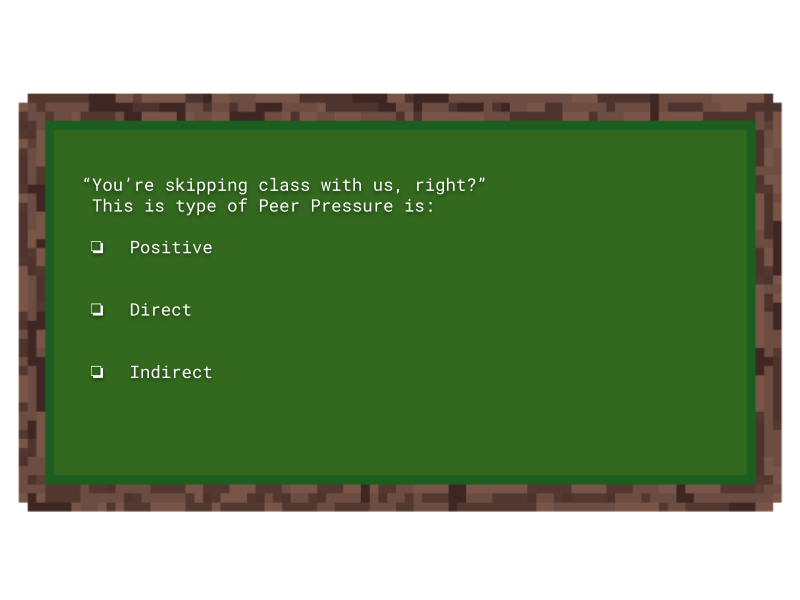 “You’re skipping class with us, right?”
This is type of Peer Pressure is:
❏ Positive
❏ Direct
❏ Indirect